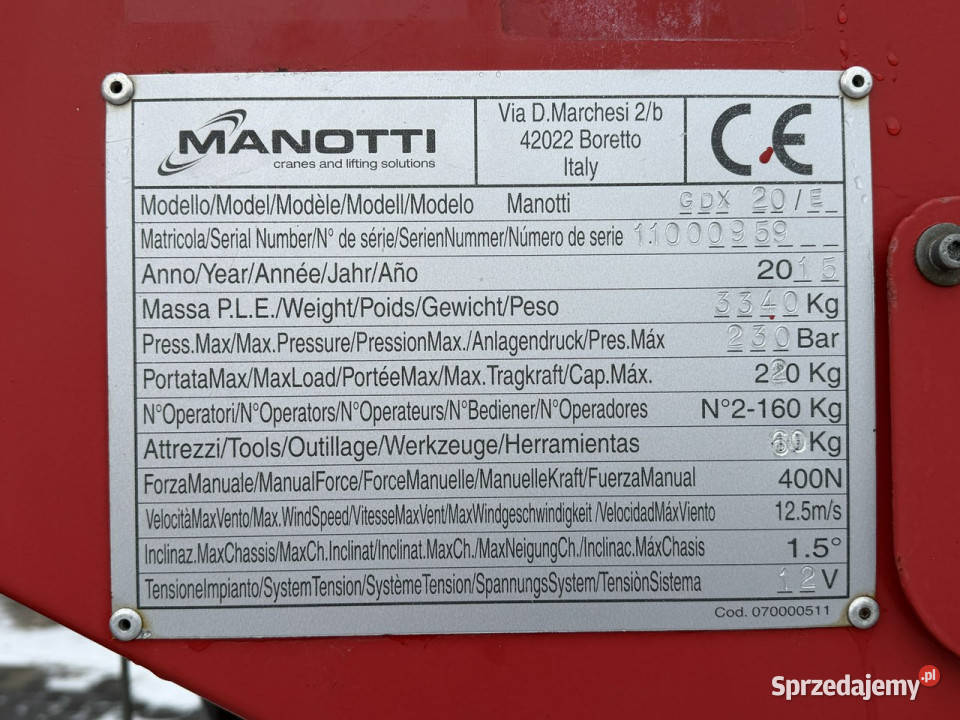 MANOTTI
cranes and lifting solutions
Via D.Marchesi 2/b
42022 Boretto
Italy
CE
Modello/Model/Modèle/Modell/Modelo Manotti GDX 20/E
Matricola/Serial Number/N° de série/SerienNummer/Número de serie 11000959
Anno/Year/Année/Jahr/Año 2015
Massa P.L.E./Weight/Poids/Gewicht/Peso 3340 Kg
Press.Max/Max.Pressure/PressionMax./Anlagendruck/Pres.Máx 230 Bar
PortataMax/MaxLoad/PortéeMax/Max.Tragkraft/Cap.Máx. 220 Kg
N°Operatori/N°Operators/N°Operateurs/N°Bediener/N°Operadores N°2-160 Kg
Attrezzi/Tools/Outillage/Werkzeuge/Herramientas 60 Kg
ForzaManuale/ManualForce/ForceManuelle/ManuelleKraft/FuerzaManual 400N
VelocitàMaxVento/Max.WindSpeed/VitesseMaxVent/MaxWindgeschwindigkeit /VelocidadMáxViento 12.5m/s
Inclinaz.MaxChassis/MaxCh.Inclinat/Inclinat.MaxCh./MaxNeigungCh./Inclinac.MáxChasis 1.5°
TensioneImpianto/SystemTension/SystèmeTension/SpannungsSystem/TensiònSistema 12 V
Cod. 070000511
Sprzedajemy.pl